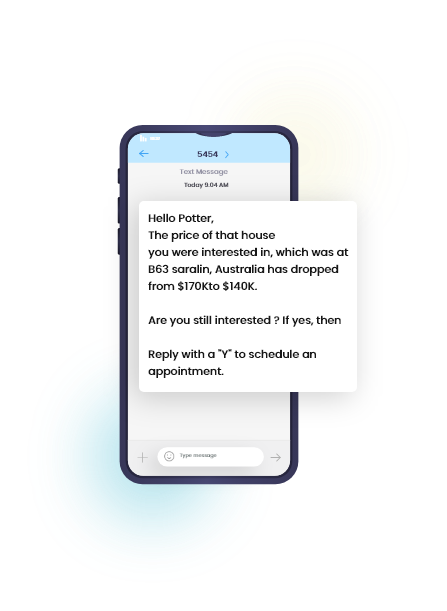 5454
Text Message
Today 9.04 AM
Hello Potter,
The price of that house
you were interested in, which was at
B63 saralin, Australia has dropped
from $170Kto $140K.
Are you still interested ? If yes, then
Reply with a "Y" to schedule an
appointment.
Type message